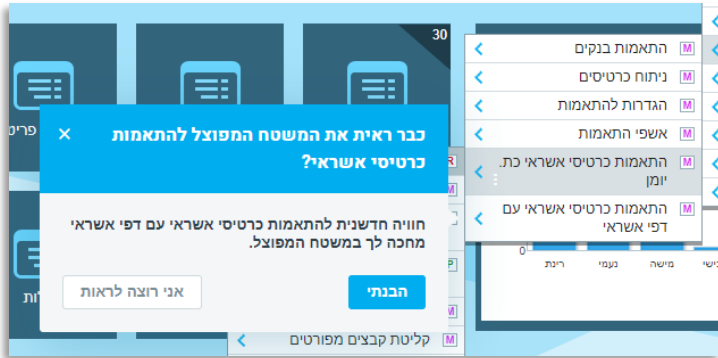 30
התאמות בנקים
M
ניתוח כרטיסים
M
הגדרות להתאמות
M
אשפי התאמות
M
התאמות כרטיסי אשראי כת.
יומן
M
התאמות כרטיסי אשראי עם
דפי אשראי
M
כבר ראית את המשטח המפוצל להתאמות
כרטיסי אשראי?
חוויה חדשנית להתאמות כרטיסי אשראי עם דפי אשראי
מחכה לך במשטח המפוצל.
הבנתי
אני רוצה לראות
R
M
P
M
קליטת קבצים מפורטים
M
0
רינת
נעמי
מישה